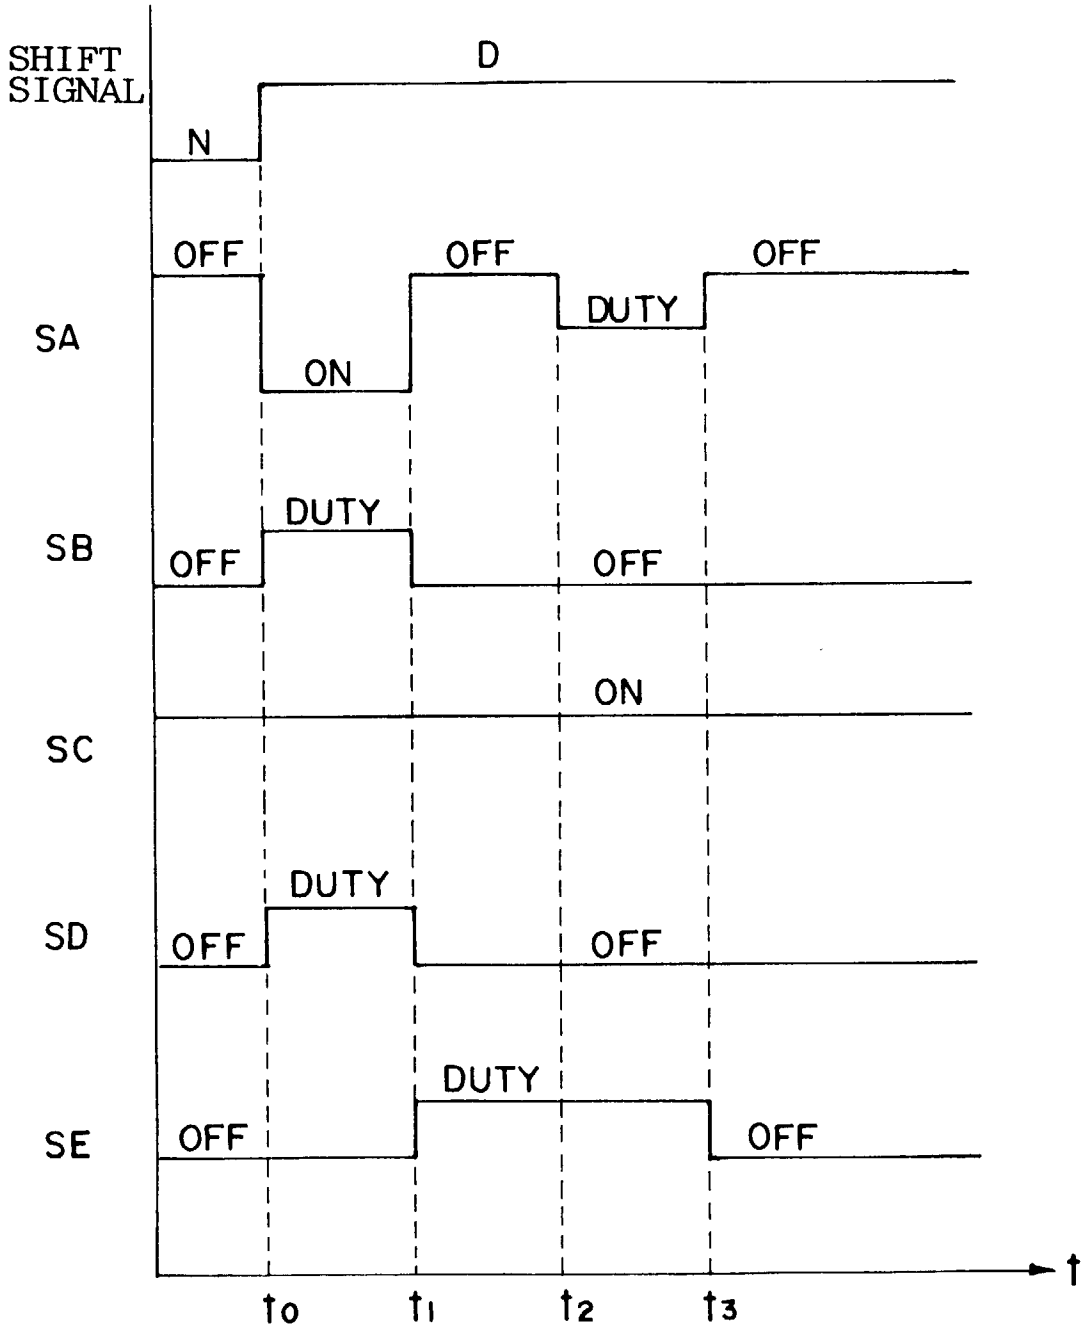 SHIFT
SIGNAL
D
N
OFF
OFF
OFF
DUTY
SA
ON
DUTY
SB
OFF
OFF
ON
SC
DUTY
SD
OFF
OFF
DUTY
SE
OFF
OFF
t
t0
t1
t2
t3